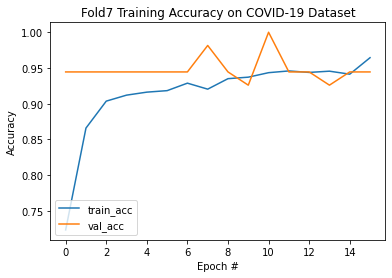 Fold7 Training Accuracy on COVID-19 Dataset
1.00
0.95
0.90
0.85
0.80
0.75
Accuracy
train_acc
val_acc
0 2 4 6 8 10 12 14
Epoch #